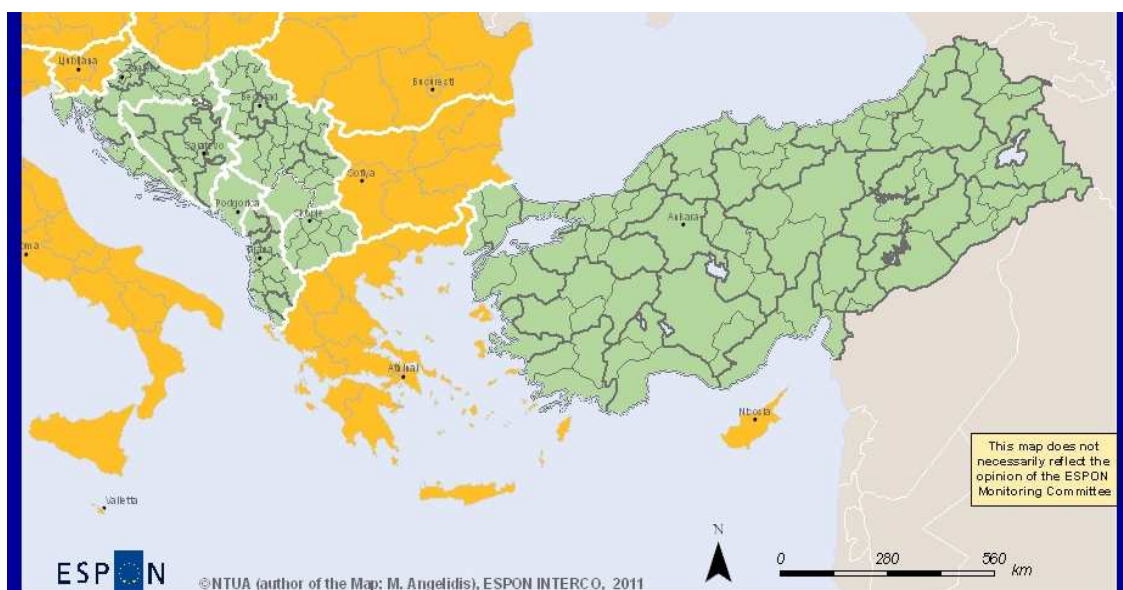 Ljubljana
Zagreb
Bucuresti
Beograd
Sarajevo
Sofiya
Podgorica
Skopje
Ankara
oma
Tirana
Athinai
Nicosia
This map does not
necessarily reflect the
opinion of the ESPON
Monitoring Committee
Valletta
N
0 280 560
km
ESPON
©NTUA (author of the Map: M. Angelidis), ESPON INTERCO, 2011